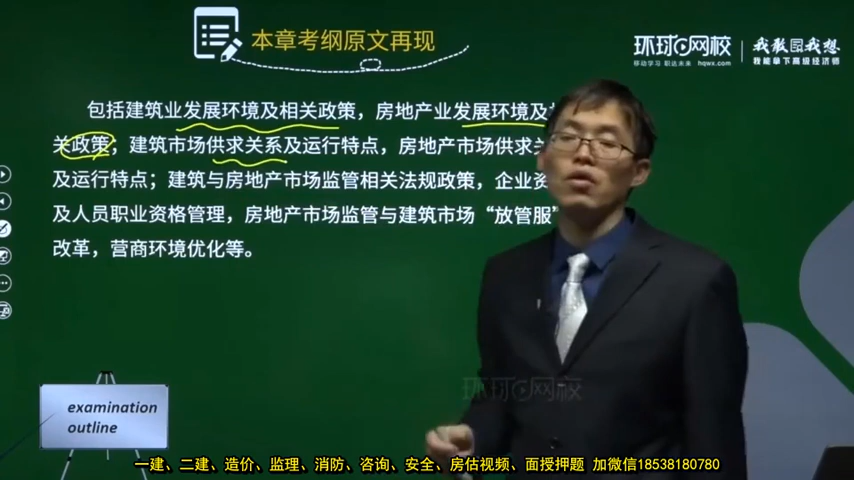 本章考纲原文再现
环球网校 我敢因我想
移动学习 职达未来 hqwx.com 我能拿下高级经济师
包括建筑业发展环境及相关政策，房地产业发展环境及
关政策；建筑市场供求关系及运行特点，房地产市场供求
及运行特点；建筑与房地产市场监管相关法规政策，企业资
及人员职业资格管理，房地产市场监管与建筑市场“放管服”
改革，营商环境优化等。
环球网校
examination
outline
一建、二建、造价、监理、消防、咨询、安全、房估视频、面授押题 加微信18538180780